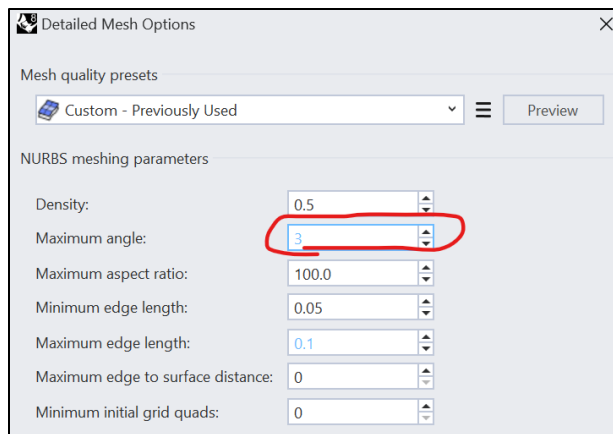 Detailed Mesh Options
Mesh quality presets
Custom - Previously Used
Preview
NURBS meshing parameters
Density: 0.5
Maximum angle: 3
Maximum aspect ratio: 100.0
Minimum edge length: 0.05
Maximum edge length: 0.1
Maximum edge to surface distance: 0
Minimum initial grid quads: 0